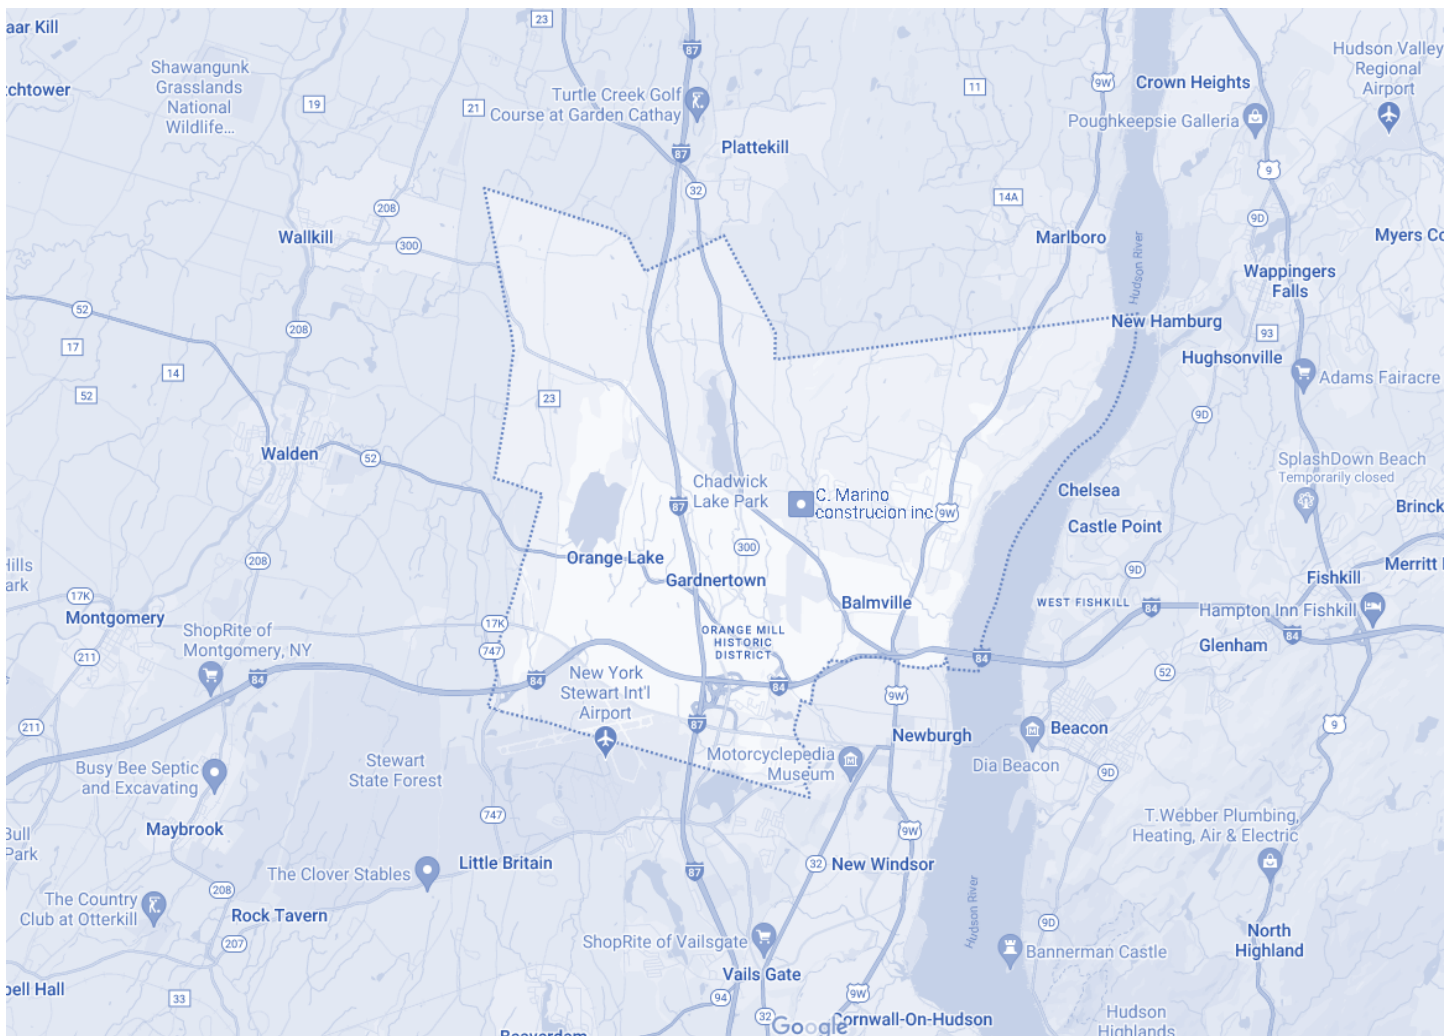 aar Kill
23
87
Hudson Valley
Regional
Airport
Shawangunk
Grasslands
National
Wildlife...
tchtower
19
21
Turtle Creek Golf
Course at Garden Cathay
9W
11
Crown Heights
Poughkeepsie Galleria
87
Plattekill
9
32
208
14A
9D
Wallkill
300
Marlboro
Hudson River
Myers Co
Wappingers
Falls
52
208
17
New Hamburg
93
Hughsonville
14
52
23
Adams Fairacre
9D
Walden
52
Chadwick
Lake Park
87
C. Marino
construcion inc
9W
SplashDown Beach
Temporarily closed
Chelsea
Castle Point
Brinck
208
Orange Lake
300
Gardnertown
9D
Hills
ark
17K
Montgomery
Fishkill
Merritt
Balmville
WEST FISHKILL
84
Hampton Inn Fishkill
17K
ShopRite of
Montgomery, NY
747
ORANGE MILL
HISTORIC
DISTRICT
84
Glenham
211
84
84
New York
Stewart Int'l
Airport
84
84
52
9W
211
87
9
Newburgh
Beacon
Motorcyclepedia
Museum
Dia Beacon
9D
Busy Bee Septic
and Excavating
Stewart
State Forest
747
Maybrook
9W
T.Webber Plumbing,
Heating, Air & Electric
Bull
Park
Little Britain
32
New Windsor
The Clover Stables
87
208
The Country
Club at Otterkill
Rock Tavern
207
Hudson River
9D
ShopRite of Vailsgate
Bannerman Castle
North
Highland
Vails Gate
bell Hall
33
94
9W
32
Google
Cornwall-On-Hudson
Hudson
Highlands
Beaverdam